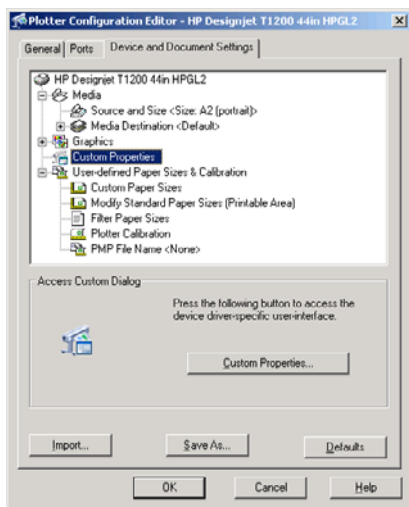 Plotter Configuration Editor - HP Designjet T1200 44in HPGL2
General
Ports
Device and Document Settings
HP Designjet T1200 44in HPGL2
Media
Source and Size <Size: A2 (portrait)>
Media Destination <Default>
Graphics
Custom Properties
User-defined Paper Sizes & Calibration
Custom Paper Sizes
Modify Standard Paper Sizes (Printable Area)
Filter Paper Sizes
Plotter Calibration
PMP File Name <None>
Access Custom Dialog
Press the following button to access the
device driver-specific user-interface.
Custom Properties...
Import...
Save As...
Defaults
OK
Cancel
Help